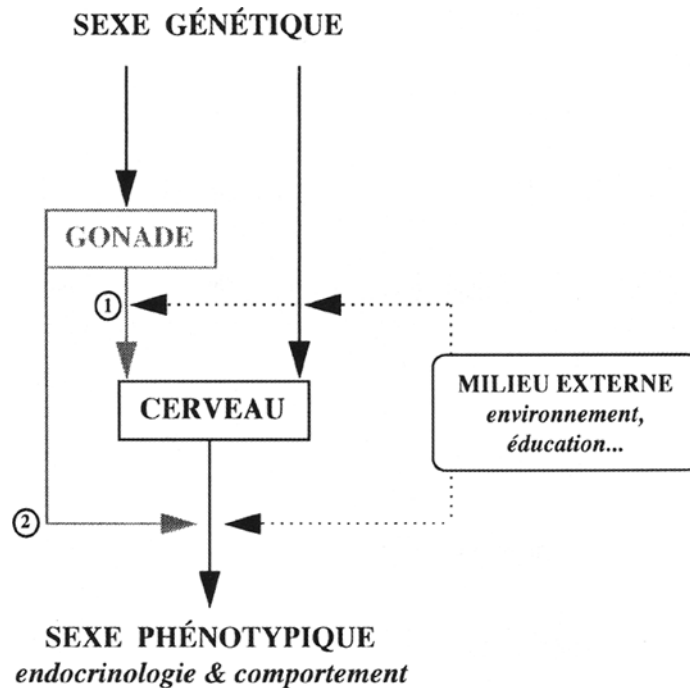 SEXE GÉNÉTIQUE
GONADE
1
CERVEAU
MILIEU EXTERNE
environnement,
éducation...
2
SEXE PHÉNOTYPIQUE
endocrinologie & comportement